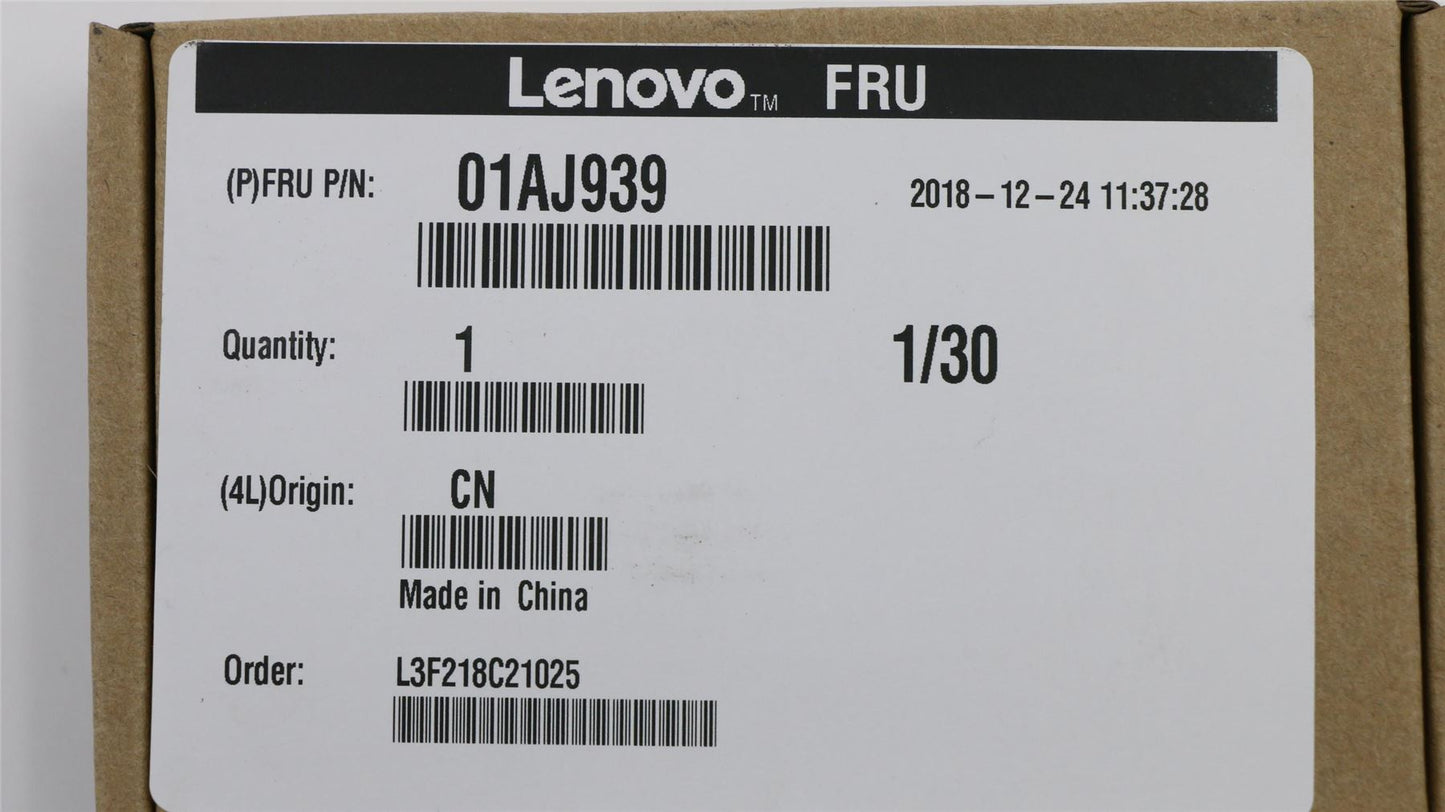 Lenovo™ FRU
(P)FRU P/N: 01AJ939 2018-12-24 11:37:28
Quantity: 1 1/30
(4L)Origin: CN
Made in China
Order: L3F218C21025